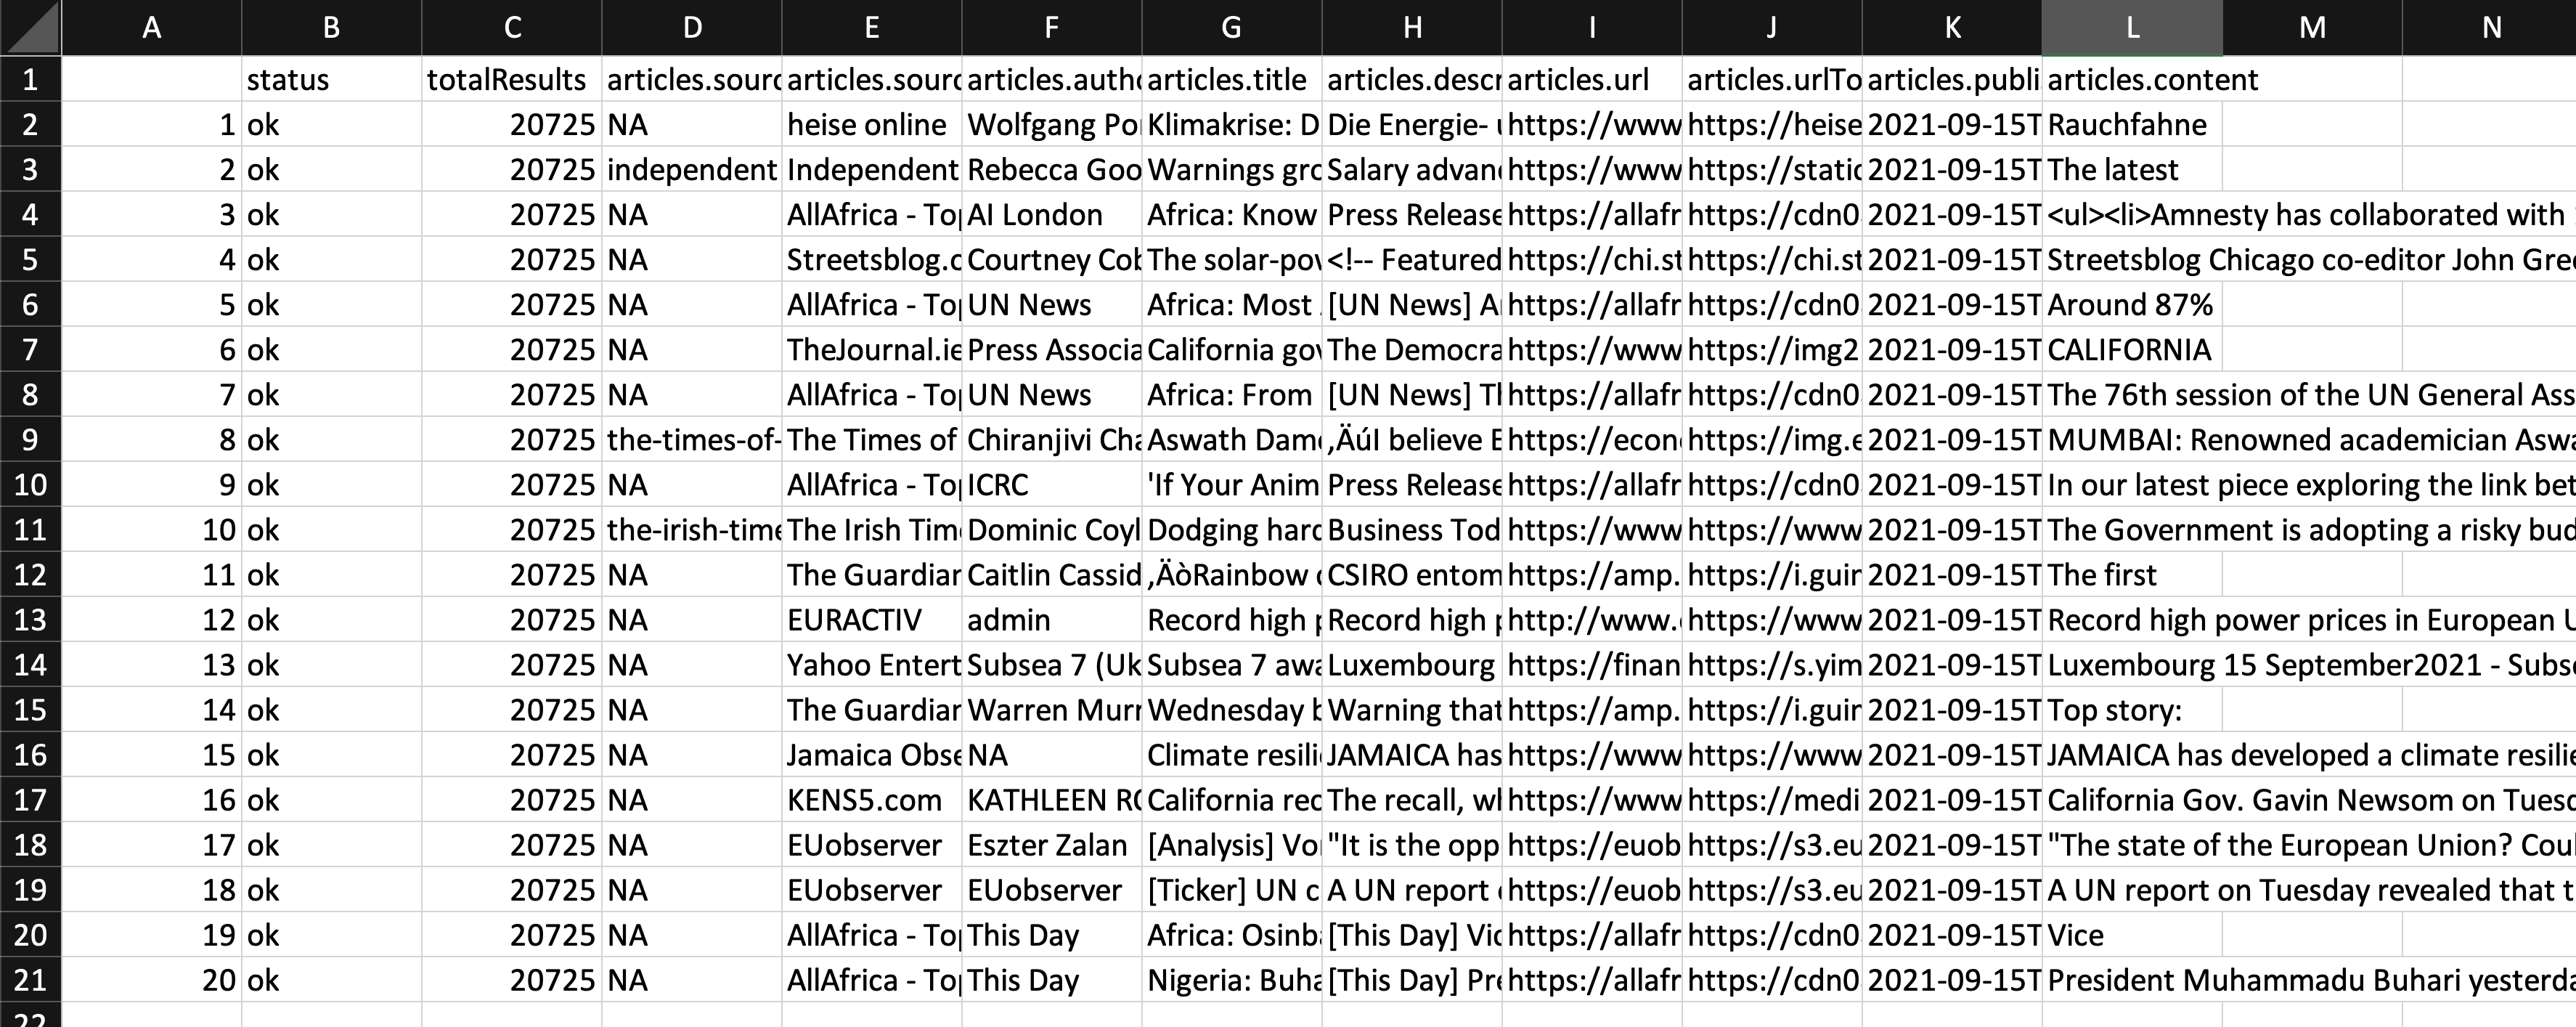 A B C D E F G H I J K L M N
1 status totalResults articles.sourc articles.sourc articles.autho articles.title articles.descr articles.url articles.urlTo articles.publi articles.content
2 1 ok 20725 NA heise online Wolfgang Po Klimakrise: D Die Energie- u https://www https://heise 2021-09-15T Rauchfahne
3 2 ok 20725 independent Independent Rebecca Goo Warnings gro Salary advan https://www https://static 2021-09-15T The latest
4 3 ok 20725 NA AllAfrica - Top AI London Africa: Know Press Release https://allafr https://cdn0 2021-09-15T <ul><li>Amnesty has collaborated with
5 4 ok 20725 NA Streetsblog.c Courtney Cob The solar-pov <!-- Featured https://chi.st https://chi.st 2021-09-15T Streetsblog Chicago co-editor John Gree
6 5 ok 20725 NA AllAfrica - Top UN News Africa: Most [UN News] A https://allafr https://cdn0 2021-09-15T Around 87%
7 6 ok 20725 NA TheJournal.ie Press Associa California gov The Democra https://www https://img2 2021-09-15T CALIFORNIA
8 7 ok 20725 NA AllAfrica - Top UN News Africa: From [UN News] Th https://allafr https://cdn0 2021-09-15T The 76th session of the UN General Ass
9 8 ok 20725 the-times-of- The Times of Chiranjivi Cha Aswath Damo ‚ÄúI believe E https://econ https://img.e 2021-09-15T MUMBAI: Renowned academician Aswa
10 9 ok 20725 NA AllAfrica - Top ICRC 'If Your Anim Press Release https://allafr https://cdn0 2021-09-15T In our latest piece exploring the link bet
11 10 ok 20725 the-irish-time The Irish Time Dominic Coyl Dodging hard Business Tod https://www https://www 2021-09-15T The Government is adopting a risky bud
12 11 ok 20725 NA The Guardian Caitlin Cassid ‚ÄòRainbow c CSIRO entom https://amp. https://i.guir 2021-09-15T The first
13 12 ok 20725 NA EURACTIV admin Record high p Record high p http://www. https://www 2021-09-15T Record high power prices in European U
14 13 ok 20725 NA Yahoo Entert Subsea 7 (Uk Subsea 7 awa Luxembourg https://finan https://s.yim 2021-09-15T Luxembourg 15 September2021 - Subse
15 14 ok 20725 NA The Guardian Warren Murr Wednesday b Warning that https://amp. https://i.guir 2021-09-15T Top story:
16 15 ok 20725 NA Jamaica Obse NA Climate resili JAMAICA has https://www https://www 2021-09-15T JAMAICA has developed a climate resilie
17 16 ok 20725 NA KENS5.com KATHLEEN RO California rec The recall, wh https://www https://medi 2021-09-15T California Gov. Gavin Newsom on Tuesd
18 17 ok 20725 NA EUobserver Eszter Zalan [Analysis] Vo "It is the opp https://euob https://s3.eu 2021-09-15T "The state of the European Union? Coul
19 18 ok 20725 NA EUobserver EUobserver [Ticker] UN c A UN report https://euob https://s3.eu 2021-09-15T A UN report on Tuesday revealed that t
20 19 ok 20725 NA AllAfrica - Top This Day Africa: Osinba [This Day] Vic https://allafr https://cdn0 2021-09-15T Vice
21 20 ok 20725 NA AllAfrica - Top This Day Nigeria: Buha [This Day] Pre https://allafr https://cdn0 2021-09-15T President Muhammadu Buhari yesterda
22